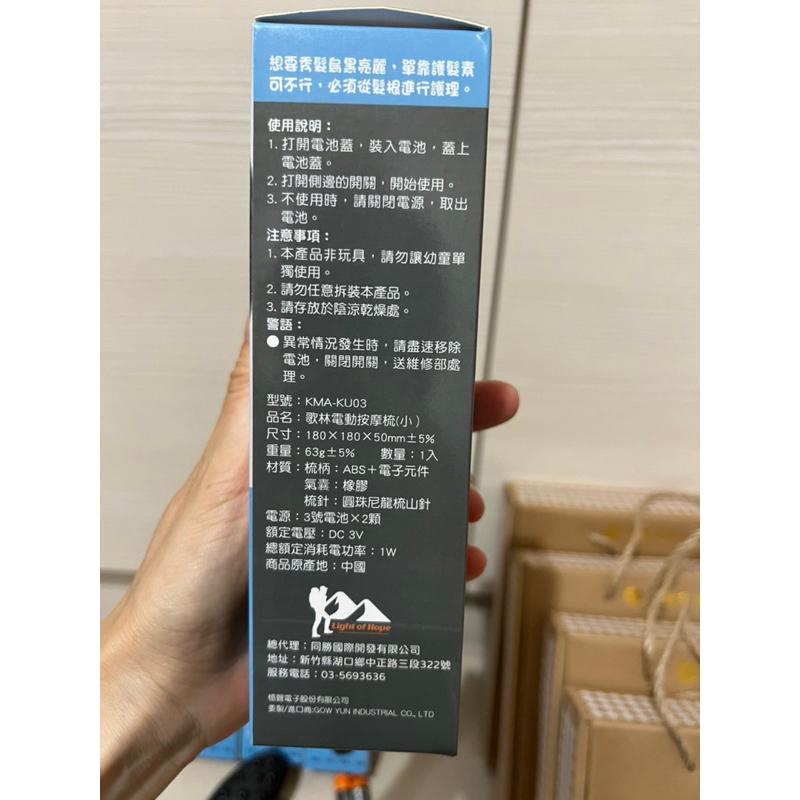 想要秀髮烏黑亮麗，單靠護髮素
可不行，必須從髮根進行護理。
使用說明：
1. 打開電池蓋，裝入電池，蓋上
電池蓋。
2. 打開側邊的開關，開始使用。
3. 不使用時，請關閉電源，取出
電池。
注意事項：
1. 本產品非玩具，請勿讓幼童單
獨使用。
2. 請勿任意拆裝本產品。
3. 請存放於陰涼乾燥處。
警語：
● 異常情況發生時，請盡速移除
電池，關閉開關，送維修部處
理。
型號：KMA-KU03
品名：歌林電動按摩梳(小)
尺寸：180×180×50mm±5%
重量：63g±5% 數量：1入
材質：梳柄：ABS＋電子元件
氣囊：橡膠
梳針：圓珠尼龍梳山針
電源：3號電池×2顆
額定電壓：DC 3V
總額定消耗電功率：1W
商品原產地：中國
Light of Hope
總代理：同勝國際開發有限公司
地址：新竹縣湖口鄉中正路三段322號
服務電話：03-5693636
電子股份有限公司
委製/進口商:GOW YUN INDUSTRIAL CO., LTD